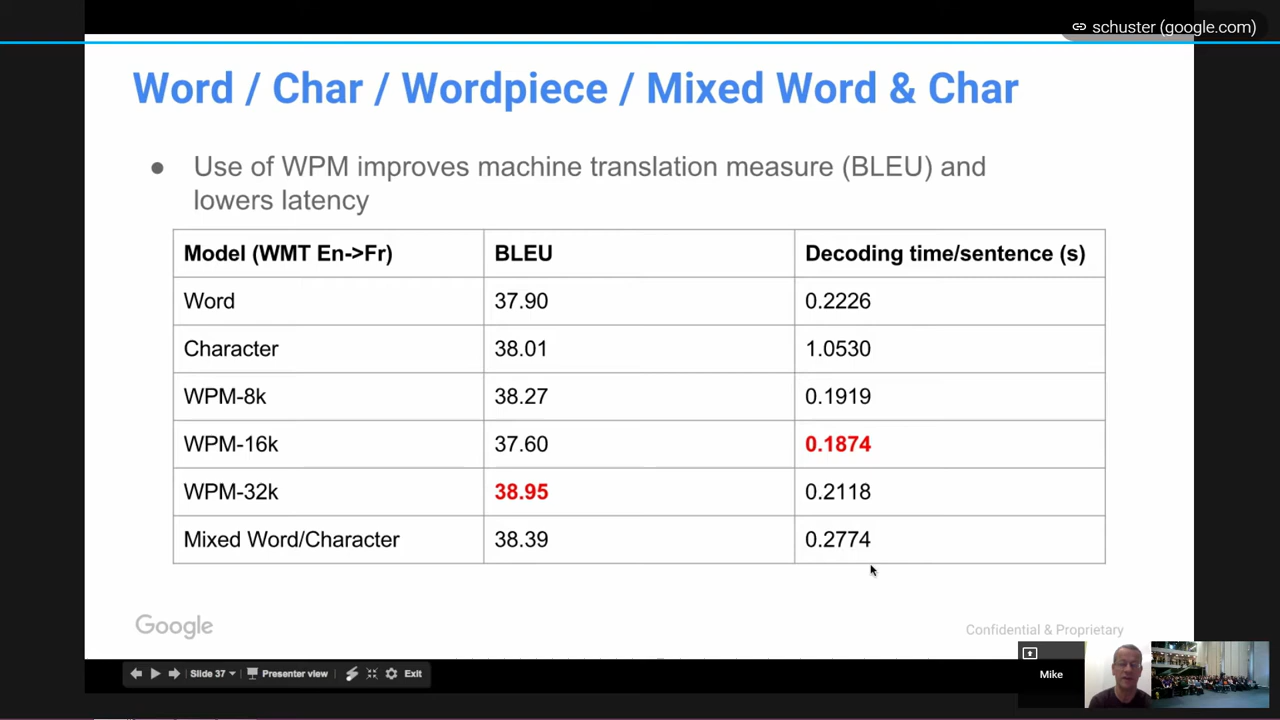 schuster (google.com)
Word / Char / Wordpiece / Mixed Word & Char
● Use of WPM improves machine translation measure (BLEU) and
lowers latency
Model (WMT En->Fr) BLEU Decoding time/sentence (s)
Word 37.90 0.2226
Character 38.01 1.0530
WPM-8k 38.27 0.1919
WPM-16k 37.60 0.1874
WPM-32k 38.95 0.2118
Mixed Word/Character 38.39 0.2774
Google
Confidential & Proprietary
Slide 37
Presenter view
Exit
Mike